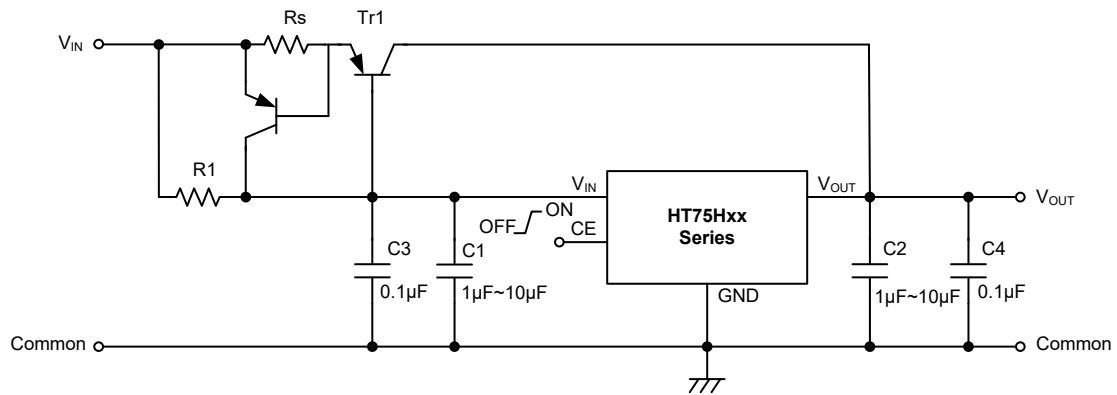 Rs
Tr1
VIN
R1
VIN
VOUT
VOUT
HT75Hxx
Series
OFF
ON
CE
GND
C3
0.1μF
C1
1μF~10μF
C2
1μF~10μF
C4
0.1μF
Common
Common